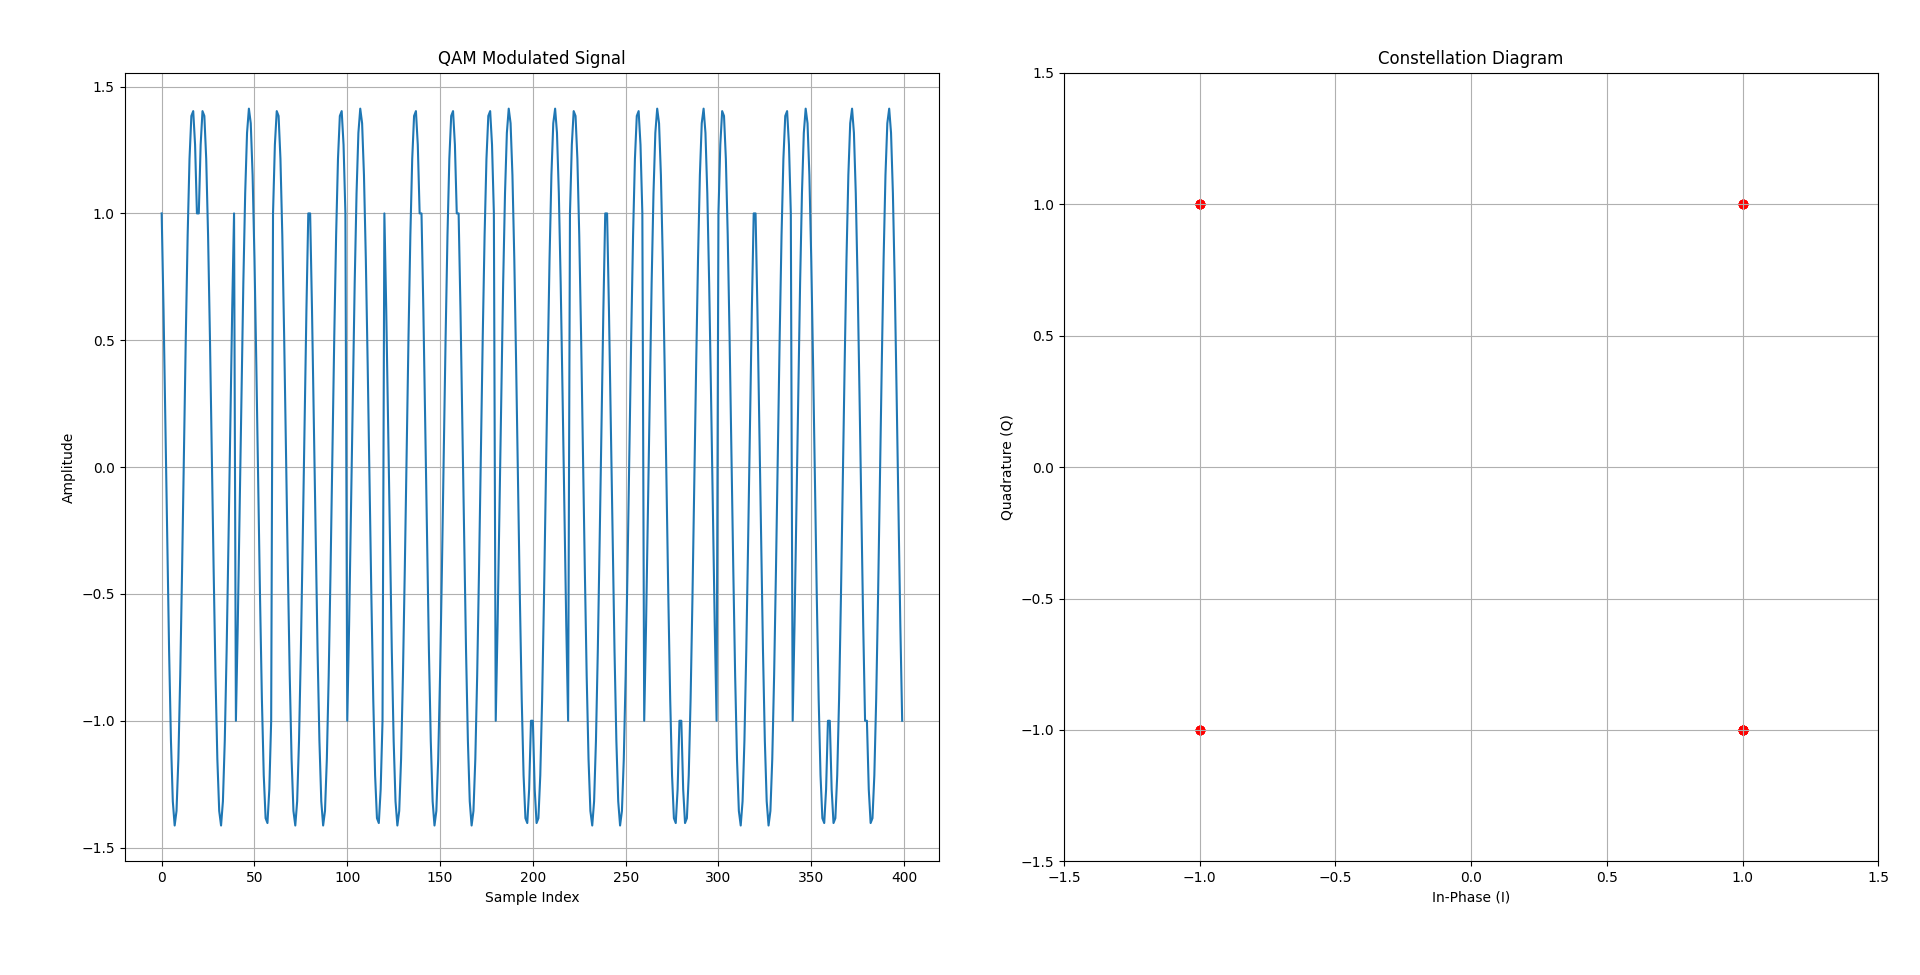 QAM Modulated Signal
1.5
1.0
0.5
0.0
−0.5
−1.0
−1.5
Amplitude
0 50 100 150 200 250 300 350 400
Sample Index
Constellation Diagram
1.5
1.0
0.5
0.0
−0.5
−1.0
−1.5
Quadrature (Q)
−1.5 −1.0 −0.5 0.0 0.5 1.0 1.5
In-Phase (I)